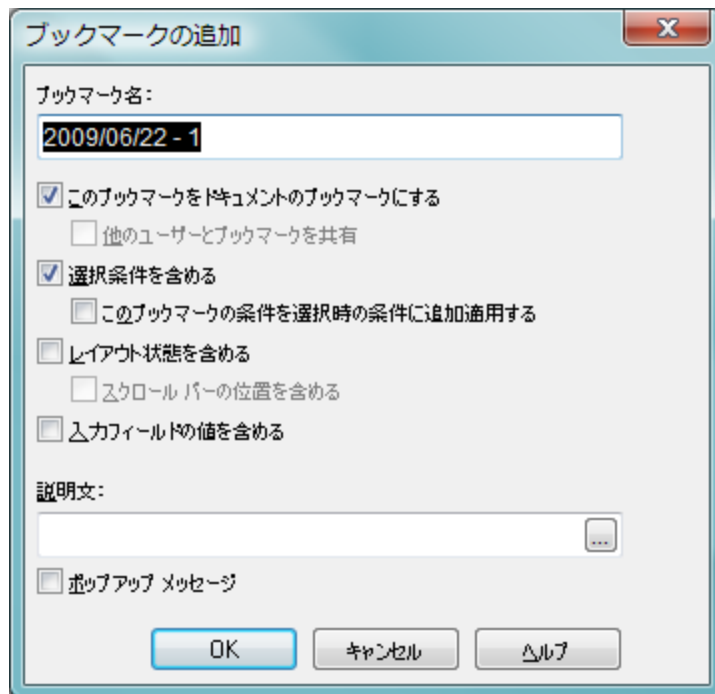 ブックマークの追加
ブックマーク名:
2009/06/22 - 1
このブックマークをドキュメントのブックマークにする
他のユーザーとブックマークを共有
選択条件を含める
このブックマークの条件を選択時の条件に追加適用する
レイアウト状態を含める
スクロール バーの位置を含める
入力フィールドの値を含める
説明文:
...
ポップアップ メッセージ
OK キャンセル ヘルプ